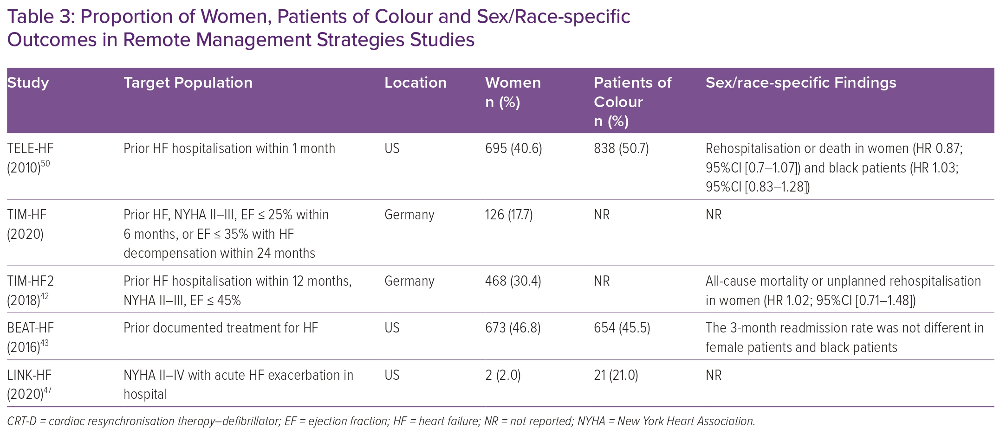 Table 3: Proportion of Women, Patients of Colour and Sex/Race-specific
Outcomes in Remote Management Strategies Studies
Study Target Population Location Women n (%) Patients of Colour n (%) Sex/race-specific Findings
TELE-HF Prior HF hospitalisation within 1 month US 695 (40.6) 838 (50.7) Rehospitalisation or death in women (HR 0.87;
(2010)50 95%CI [0.7–1.07]) and black patients (HR 1.03;
95%CI [0.83–1.28])
TIM-HF Prior HF, NYHA II–III, EF ≤ 25% within Germany 126 (17.7) NR NR
(2020) 6 months, or EF ≤ 35% with HF
decompensation within 24 months
TIM-HF2 Prior HF hospitalisation within 12 months, Germany 468 (30.4) NR All-cause mortality or unplanned rehospitalisation
(2018)42 NYHA II–III, EF ≤ 45% in women (HR 1.02; 95%CI [0.71–1.48])
BEAT-HF Prior documented treatment for HF US 673 (46.8) 654 (45.5) The 3-month readmission rate was not different in
(2016)43 female patients and black patients
LINK-HF NYHA II–IV with acute HF exacerbation in US 2 (2.0) 21 (21.0) NR
(2020)47 hospital
CRT-D = cardiac resynchronisation therapy–defibrillator; EF = ejection fraction; HF = heart failure; NR = not reported; NYHA = New York Heart Association.